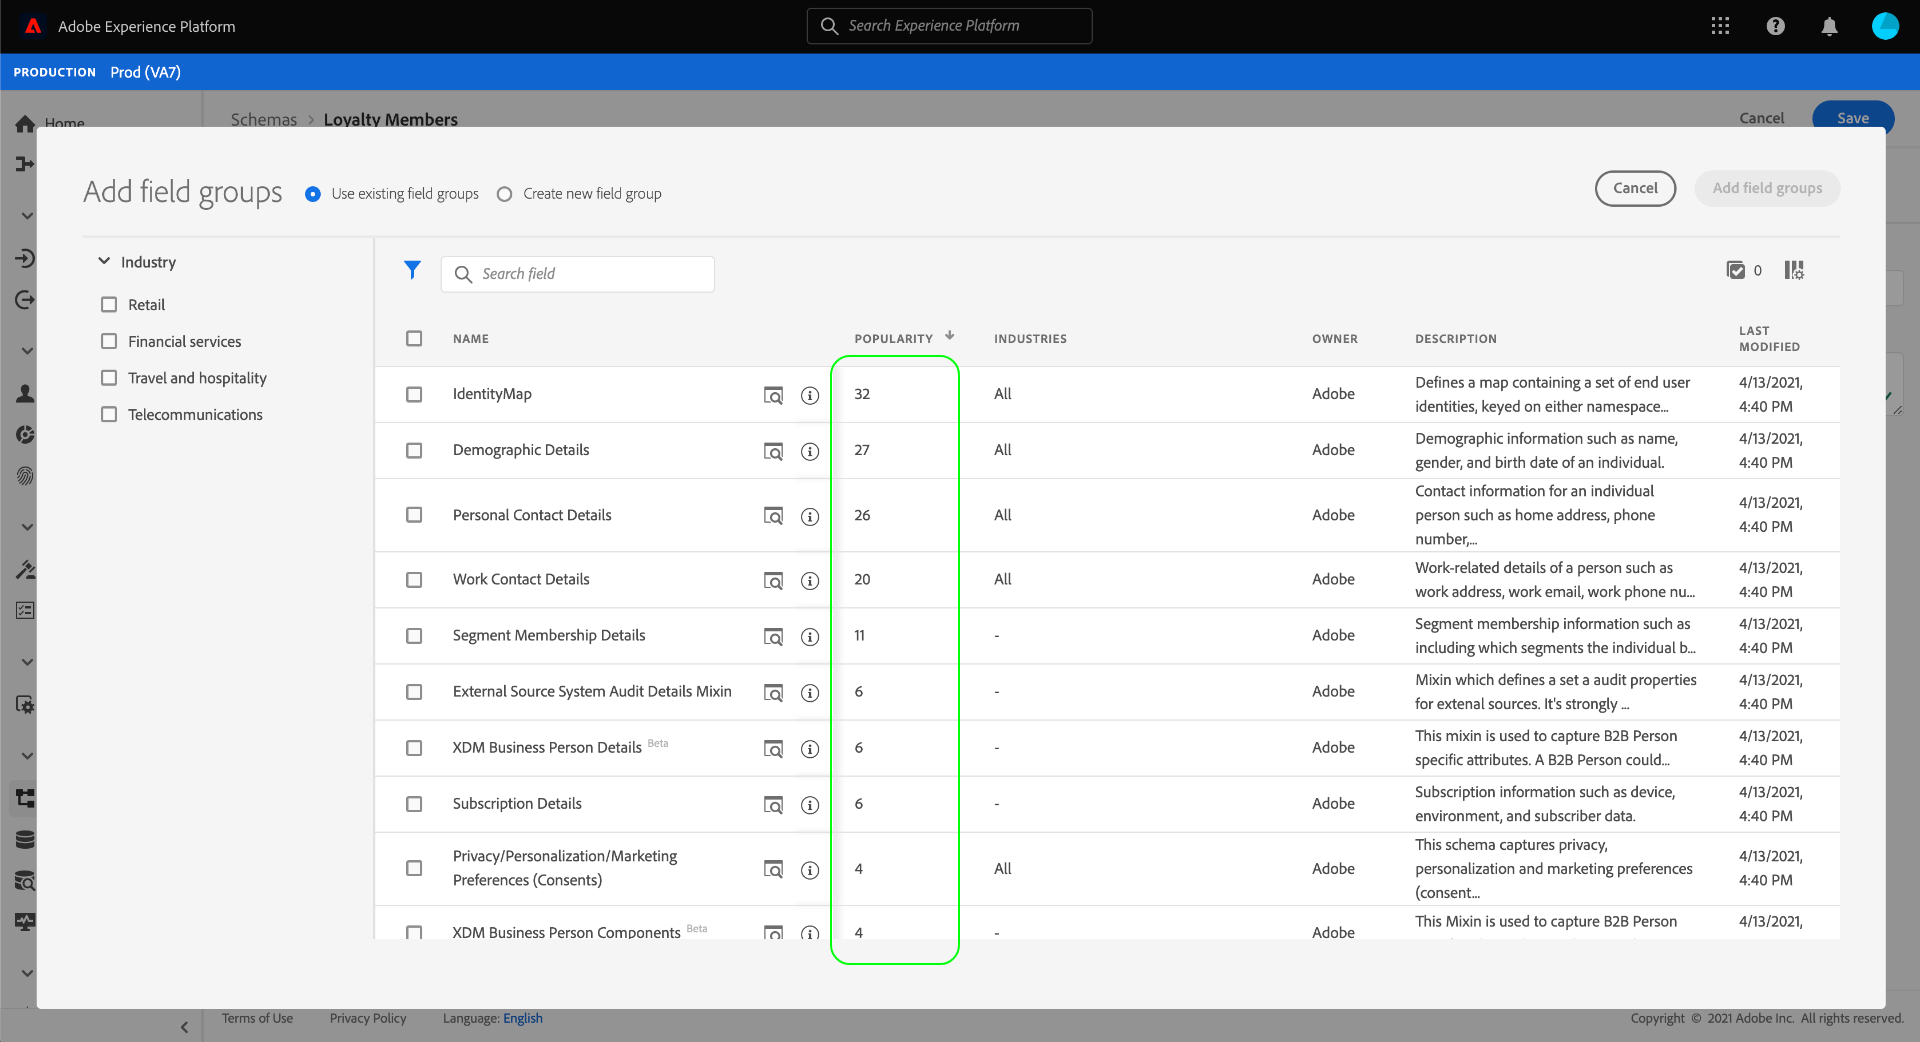 Adobe Experience Platform
Search Experience Platform
PRODUCTION Prod (VA7)
Home
Schemas > Loyalty Members
Cancel
Save
Add field groups
Use existing field groups
Create new field group
Cancel
Add field groups
Industry
Retail
Financial services
Travel and hospitality
Telecommunications
Search field
0
NAME POPULARITY INDUSTRIES OWNER DESCRIPTION LAST
MODIFIED
IdentityMap 32 All Adobe Defines a map containing a set of end user 4/13/2021,
identities, keyed on either namespace... 4:40 PM
Demographic Details 27 All Adobe Demographic information such as name, 4/13/2021,
gender, and birth date of an individual. 4:40 PM
Personal Contact Details 26 All Adobe Contact information for an individual 4/13/2021,
person such as home address, phone 4:40 PM
number,...
Work Contact Details 20 All Adobe Work-related details of a person such as 4/13/2021,
work address, work email, work phone nu... 4:40 PM
Segment Membership Details 11 - Adobe Segment membership information such as 4/13/2021,
including which segments the individual b... 4:40 PM
External Source System Audit Details Mixin 6 - Adobe Mixin which defines a set a audit properties 4/13/2021,
for extenal sources. It's strongly ... 4:40 PM
XDM Business Person Details Beta 6 - Adobe This mixin is used to capture B2B Person 4/13/2021,
specific attributes. A B2B Person could... 4:40 PM
Subscription Details 6 - Adobe Subscription information such as device, 4/13/2021,
environment, and subscriber data. 4:40 PM
Privacy/Personalization/Marketing 4 All Adobe This schema captures privacy, 4/13/2021,
Preferences (Consents) personalization and marketing preferences 4:40 PM
(consent...
XDM Business Person Components Beta 4 - Adobe This Mixin is used to capture B2B Person 4/13/2021,
Terms of Use Privacy Policy Language: English Copyright © 2021 Adobe Inc. All rights reserved.